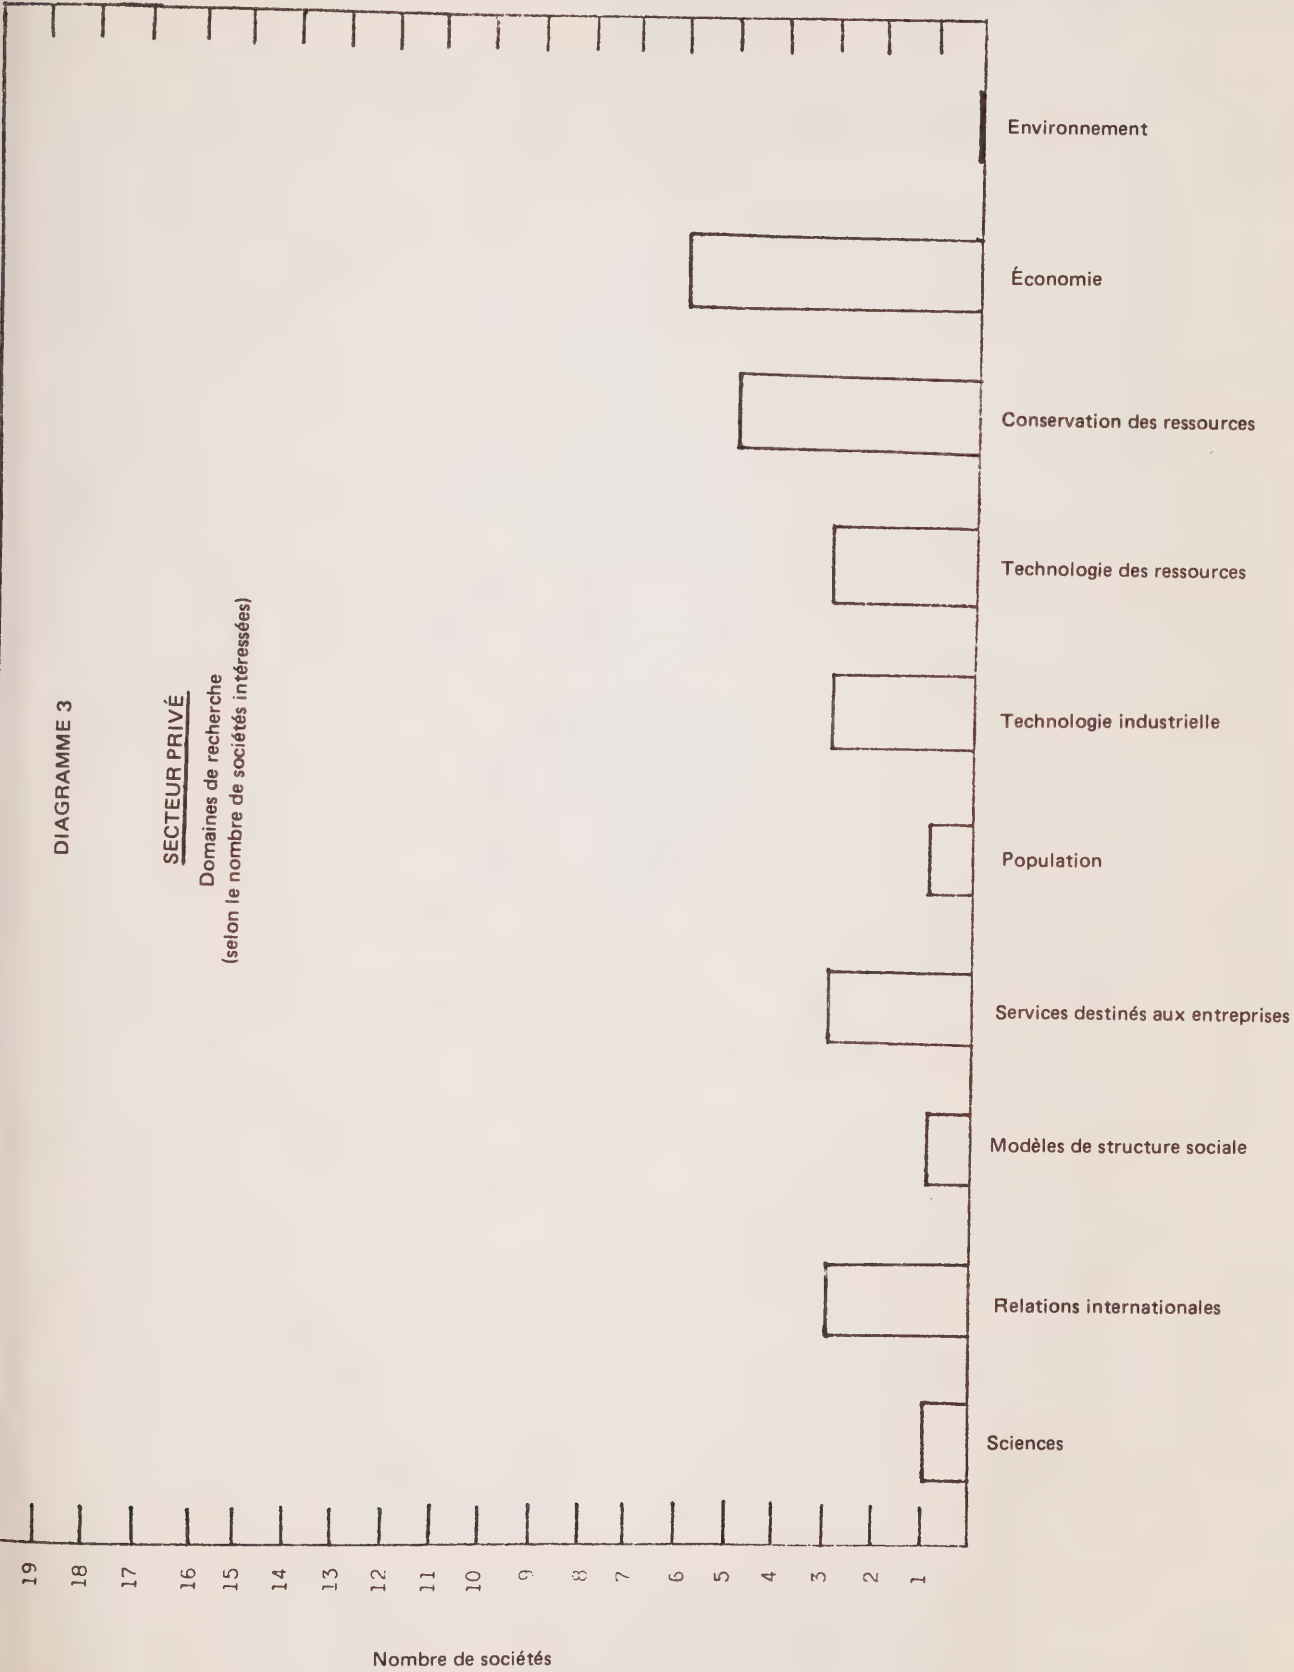 DIAGRAMME 3
SECTEUR PRIVÉ
Domaines de recherche
(selon le nombre de sociétés intéressées)
Environnement
Économie
Conservation des ressources
Technologie des ressources
Technologie industrielle
Population
Services destinés aux entreprises
Modèles de structure sociale
Relations internationales
Sciences
19
18
17
16
15
14
13
12
11
10
9
8
7
6
5
4
3
2
1
Nombre de sociétés